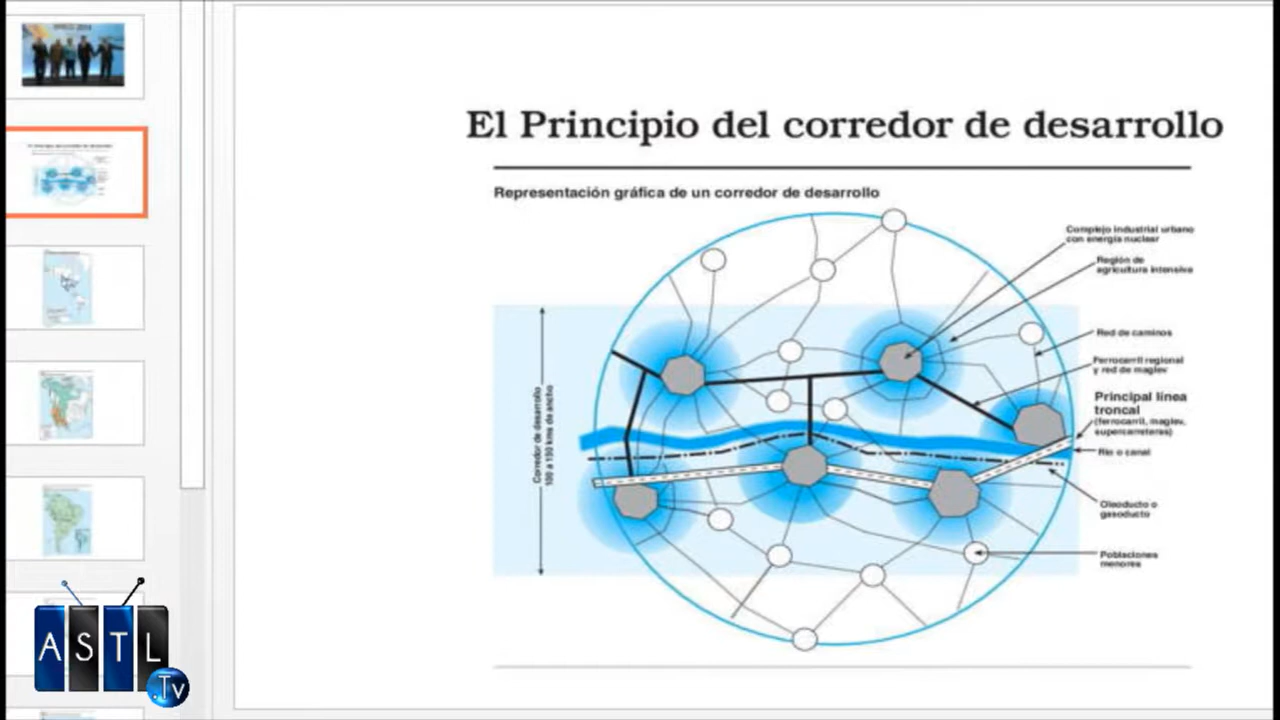 El Principio del corredor de desarrollo
Representación gráfica de un corredor de desarrollo
Complejo industrial urbano
con energía nuclear
Región de
agricultura intensiva
Red de caminos
Ferrocarril regional
y red de maglev
Principal línea
troncal
(ferrocarril, maglev,
supercarreteras)
Río o canal
Oleoducto o
gasoducto
Poblaciones
menores
Corredor de desarrollo
100 a 150 kms de ancho
ASTL
.Tv